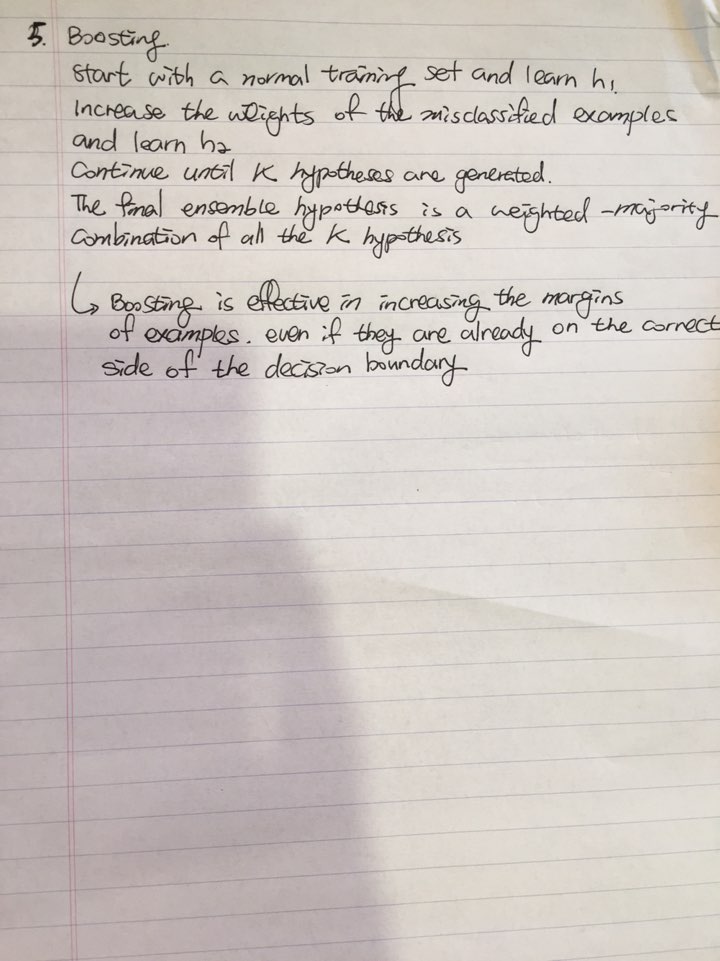 5. Boosting.
start with a normal training set and learn h₁
Increase the weights of the misclassified examples
and learn h₂
Continue until K hypotheses are generated.
The final ensemble hypothesis is a weighted-majority
Combination of all the K hypothesis
↳ Boosting is effective in increasing the margins
of examples. even if they are already on the correct
side of the decision boundary